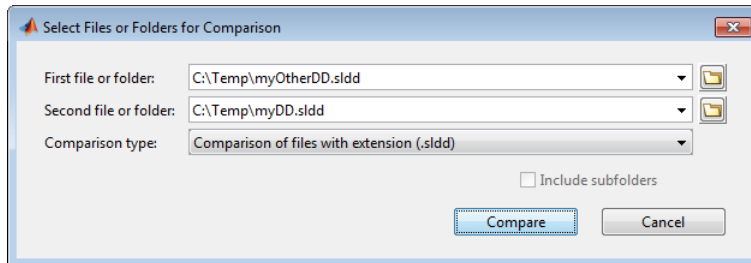 Select Files or Folders for Comparison
First file or folder: C:\Temp\myOtherDD.sldd
Second file or folder: C:\Temp\myDD.sldd
Comparison type: Comparison of files with extension (.sldd)
Include subfolders
Compare Cancel